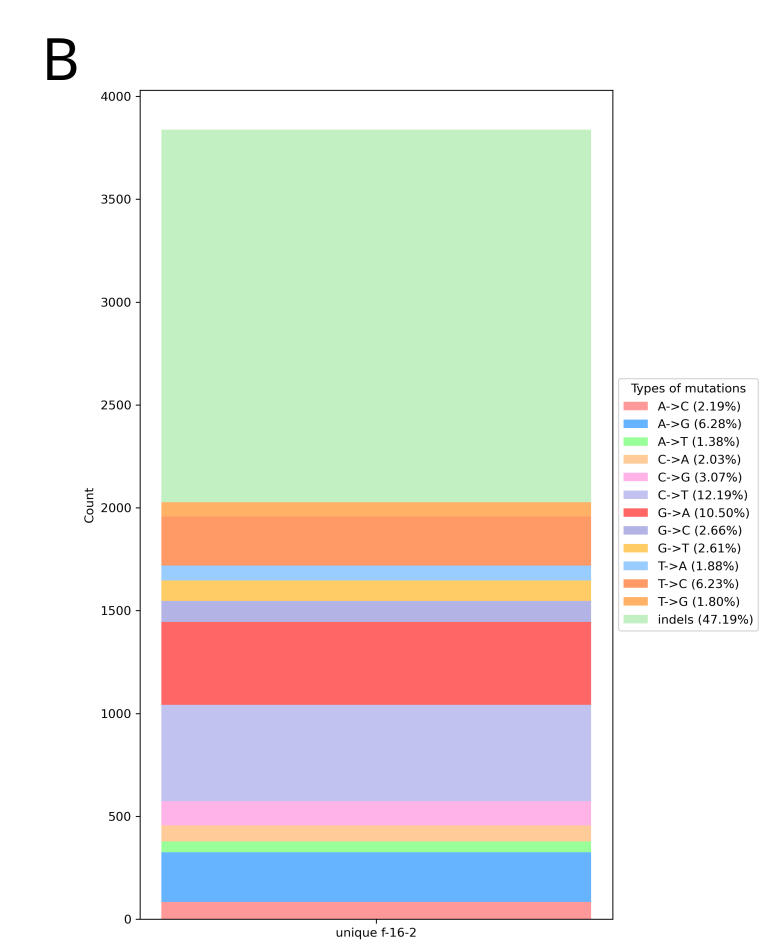 B
4000
3500
3000
2500
2000
1500
1000
500
0
Count
unique f-16-2
Types of mutations
A->C (2.19%)
A->G (6.28%)
A->T (1.38%)
C->A (2.03%)
C->G (3.07%)
C->T (12.19%)
G->A (10.50%)
G->C (2.66%)
G->T (2.61%)
T->A (1.88%)
T->C (6.23%)
T->G (1.80%)
indels (47.19%)